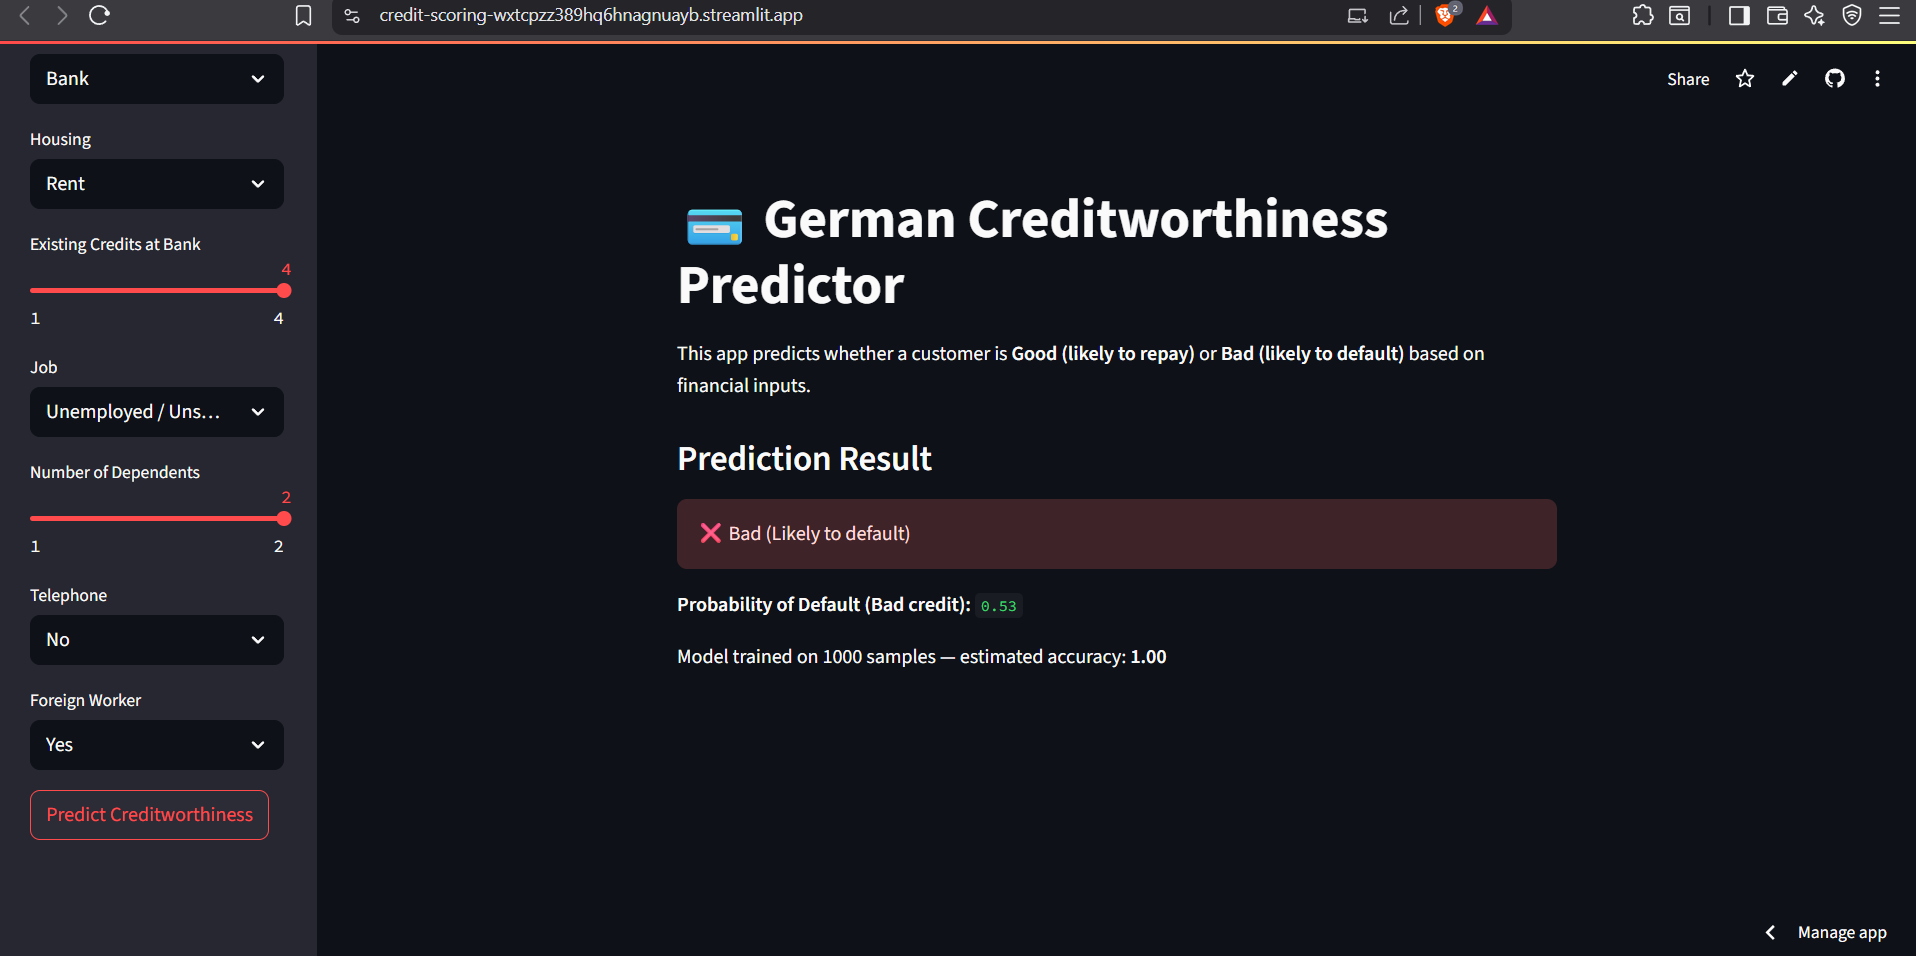 credit-scoring-wxtcpzz389hq6hnagnuayb.streamlit.app
2
Bank
Housing
Rent
Existing Credits at Bank
4
1 4
Job
Unemployed / Uns...
Number of Dependents
2
1 2
Telephone
No
Foreign Worker
Yes
Predict Creditworthiness
Share
German Creditworthiness
Predictor
This app predicts whether a customer is Good (likely to repay) or Bad (likely to default) based on
financial inputs.
Prediction Result
Bad (Likely to default)
Probability of Default (Bad credit): 0.53
Model trained on 1000 samples — estimated accuracy: 1.00
Manage app